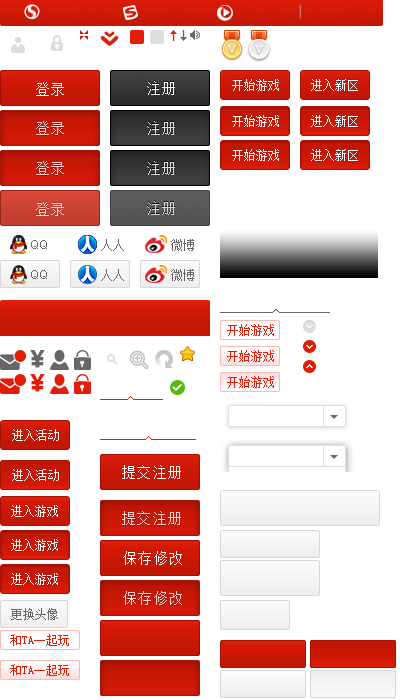 登录 注册 开始游戏 进入新区
登录 注册 开始游戏 进入新区
登录 注册 开始游戏 进入新区
登录 注册
QQ 人人 微博
QQ 人人 微博
开始游戏
开始游戏
开始游戏
进入活动
进入活动
进入游戏
进入游戏
进入游戏
更换头像
和TA一起玩
和TA一起玩
提交注册
提交注册
保存修改
保存修改